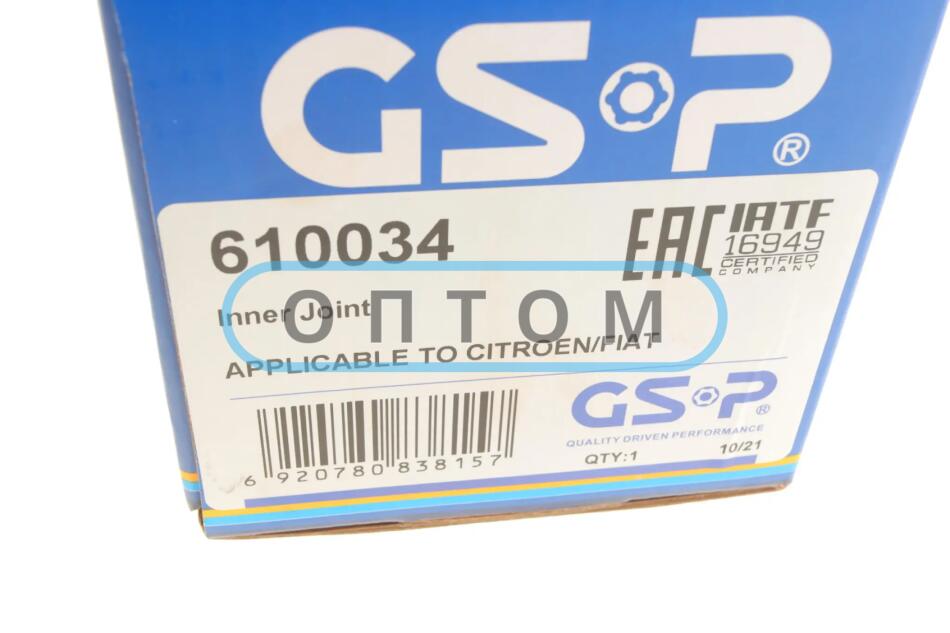 GSP®
610034
EAC IATF
16949
CERTIFIED
COMPANY
Inner Joint
ОПТОМ
APPLICABLE TO CITROEN/FIAT
GSP®
QUALITY DRIVEN PERFORMANCE
QTY:1 10/21
6 920780 838157